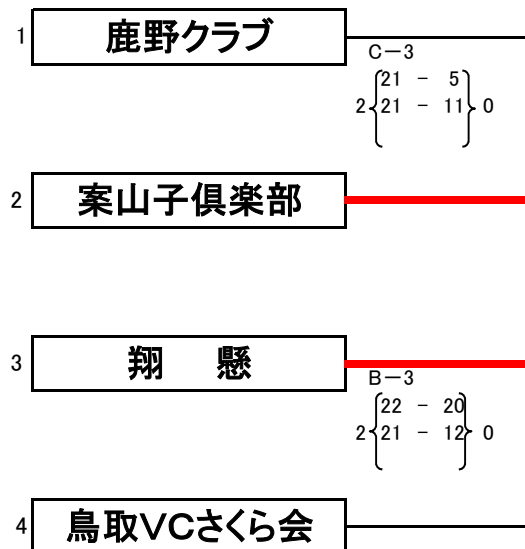 1 鹿野クラブ
C－3
21 － 5
2 21 － 11 0
2 案山子倶楽部
3 翔　懸
B－3
22 － 20
2 21 － 12 0
4 鳥取VCさくら会